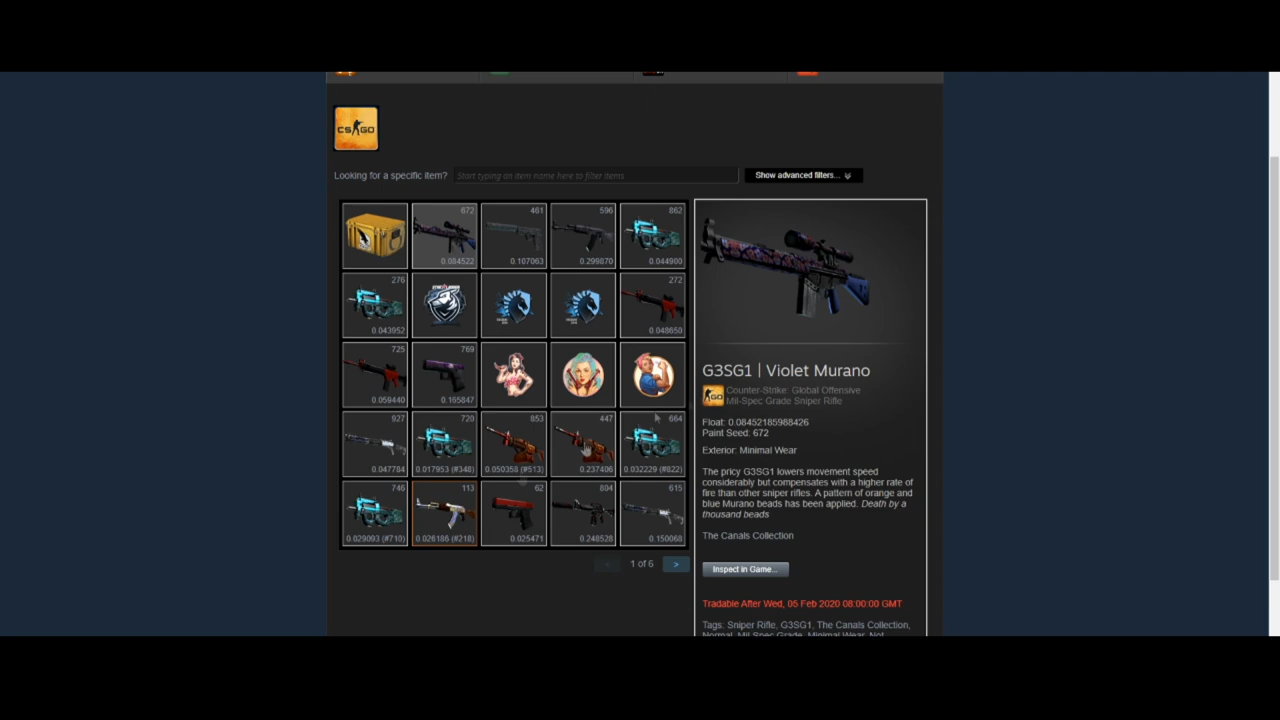 CS GO
Looking for a specific item? Start typing an item name here to filter items Show advanced filters...
672 461 596 862
0.084522 0.107063 0.299870 0.044900
276 272
0.043952 0.048650
725 769
0.059440 0.165847
927 720 853 447 664
0.047784 0.017953 (#348) 0.050358 (#513) 0.237406 0.032229 (#822)
746 113 62 804 615
0.029093 (#710) 0.026186 (#218) 0.025471 0.248528 0.150068
< 1 of 6 >
G3SG1 | Violet Murano
Counter-Strike: Global Offensive
Mil-Spec Grade Sniper Rifle
Float: 0.08452185988426
Paint Seed: 672
Exterior: Minimal Wear
The pricy G3SG1 lowers movement speed
considerably but compensates with a higher rate of
fire than other sniper rifles. A pattern of orange and
blue Murano beads has been applied. Death by a
thousand beads
The Canals Collection
Inspect in Game...
Tradable After Wed, 05 Feb 2020 08:00:00 GMT
Tags: Sniper Rifle, G3SG1, The Canals Collection,
Normal, Mil-Spec Grade, Minimal Wear, Not